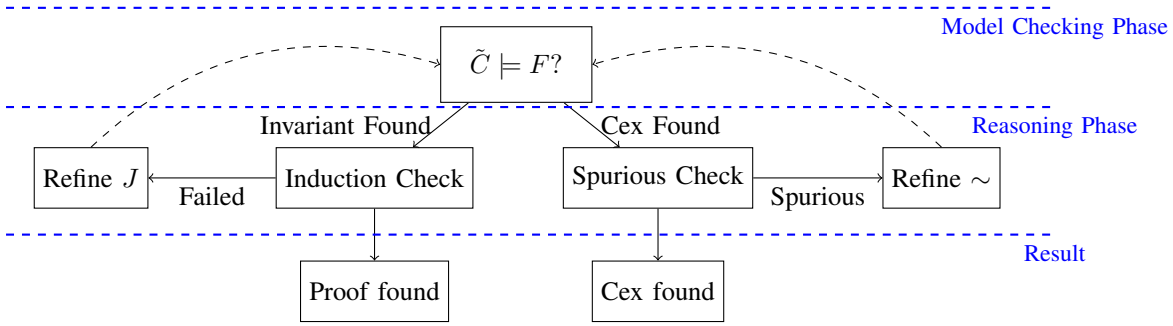 Model Checking Phase
C̃ ⊨ F?
Invariant Found
Cex Found
Reasoning Phase
Refine J
Failed
Induction Check
Spurious Check
Spurious
Refine ∼
Result
Proof found
Cex found